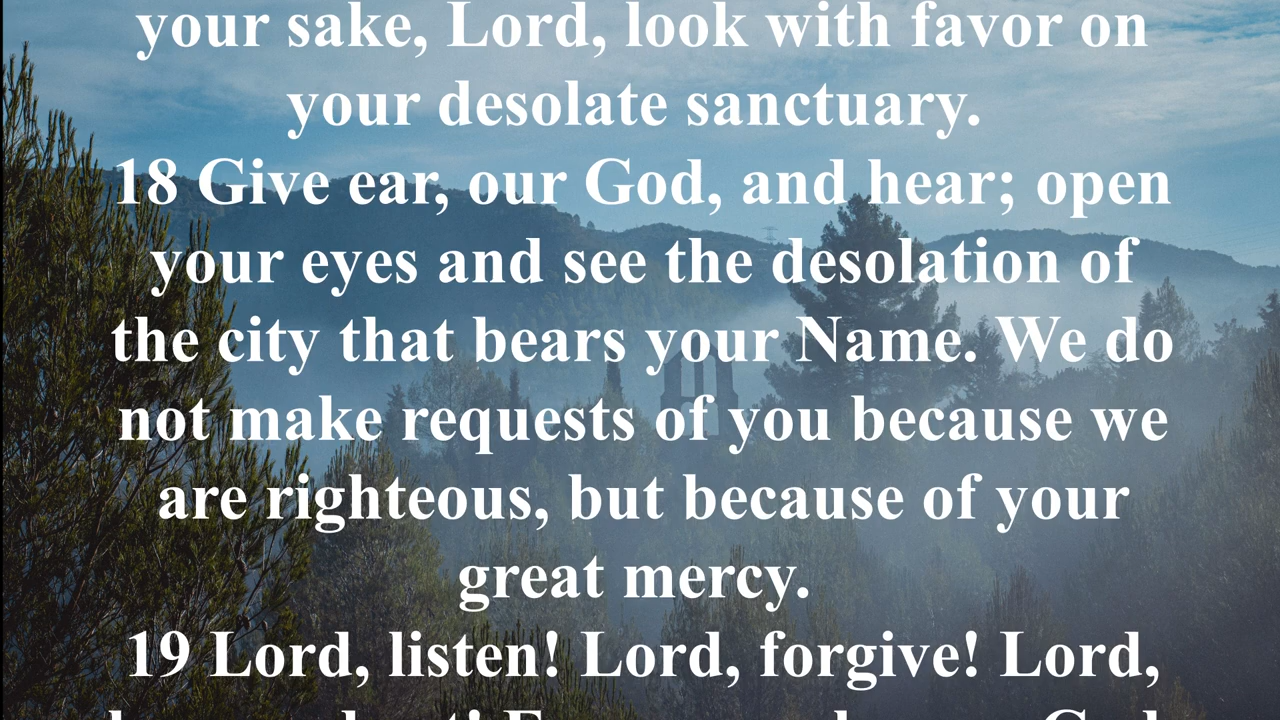 your sake, Lord, look with favor on
your desolate sanctuary.
18 Give ear, our God, and hear; open
your eyes and see the desolation of
the city that bears your Name. We do
not make requests of you because we
are righteous, but because of your
great mercy.
19 Lord, listen! Lord, forgive! Lord,